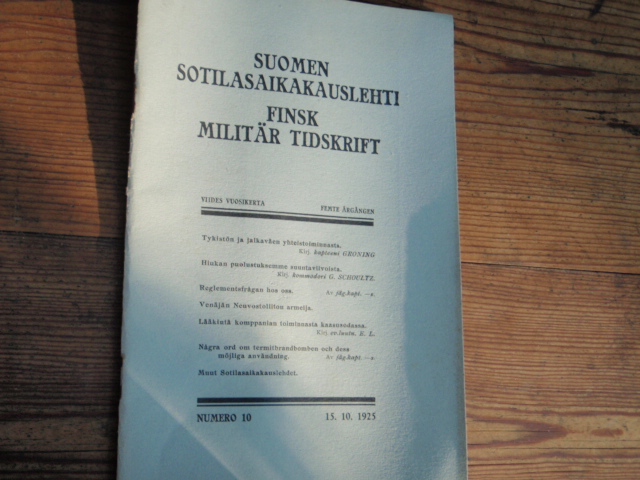 SUOMEN
SOTILASAIKAKAUSLEHTI
FINSK
MILITÄR TIDSKRIFT
VIIDES VUOSIKERTA FEMTE ÅRGÅNGEN
Tykistön ja jalkaväen yhteistoiminnasta.
Kirj. kapteeni GRÖNING
Hiukan puolustuksemme suuntaviivoista.
Kirj. kommodori G. SCHOULTZ.
Reglementsfrågan hos oss. Av jäg.-kapt. —a.
Venäjän Neuvostoliiton armeija.
Lääkintä komppanian toiminnasta kaasusodassa.
Kirj. K. L.
Några ord om termitbrandbomben och dess
möjliga användning. Av jäg.-kapt. —a
Muut Sotilasaikakauslehdet.
NUMERO 10 15. 10. 1925